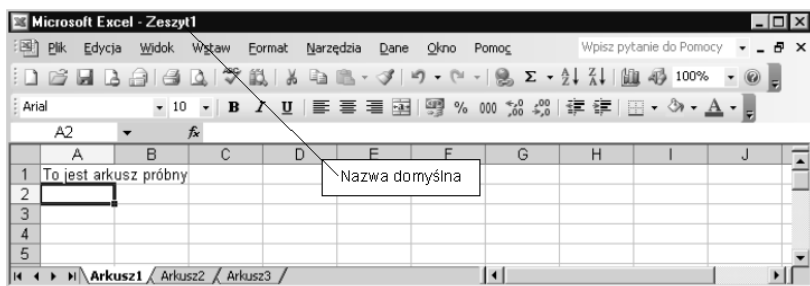 Microsoft Excel - Zeszyt1
Plik Edycja Widok Wstaw Format Narzędzia Dane Okno Pomoc Wpisz pytanie do Pomocy
Σ 100%
Arial 10 B I U % 000
A2 fx
A B C D E F G H I J
1 To jest arkusz próbny
Nazwa domyślna
2
3
4
5
Arkusz1 Arkusz2 Arkusz3